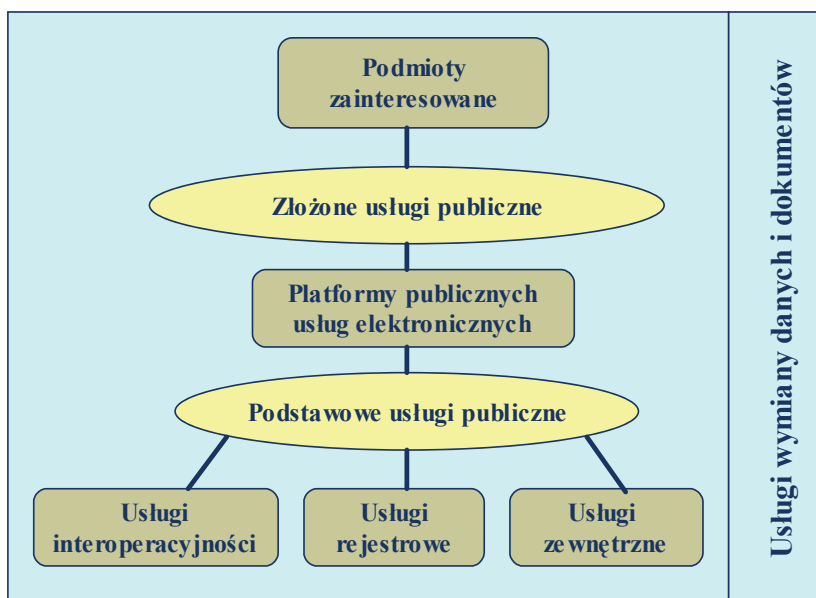 Podmioty
zainteresowane
Złożone usługi publiczne
Platformy publicznych
usług elektronicznych
Podstawowe usługi publiczne
Usługi
interoperacyjności
Usługi
rejestrowe
Usługi
zewnętrzne
Usługi wymiany danych i dokumentów